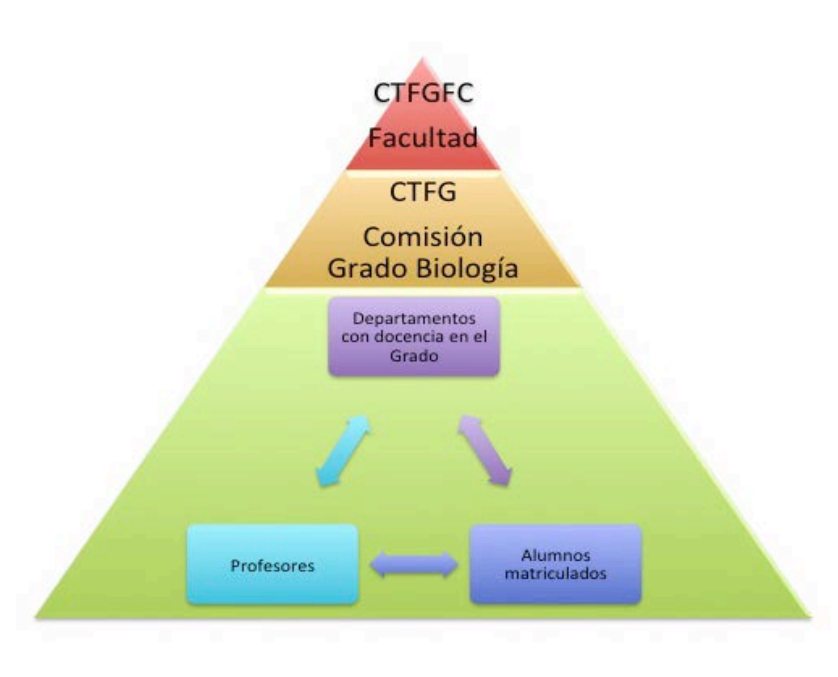 CTFGFC
Facultad
CTFG
Comisión
Grado Biología
Departamentos
con docencia en el
Grado
Profesores
Alumnos
matriculados